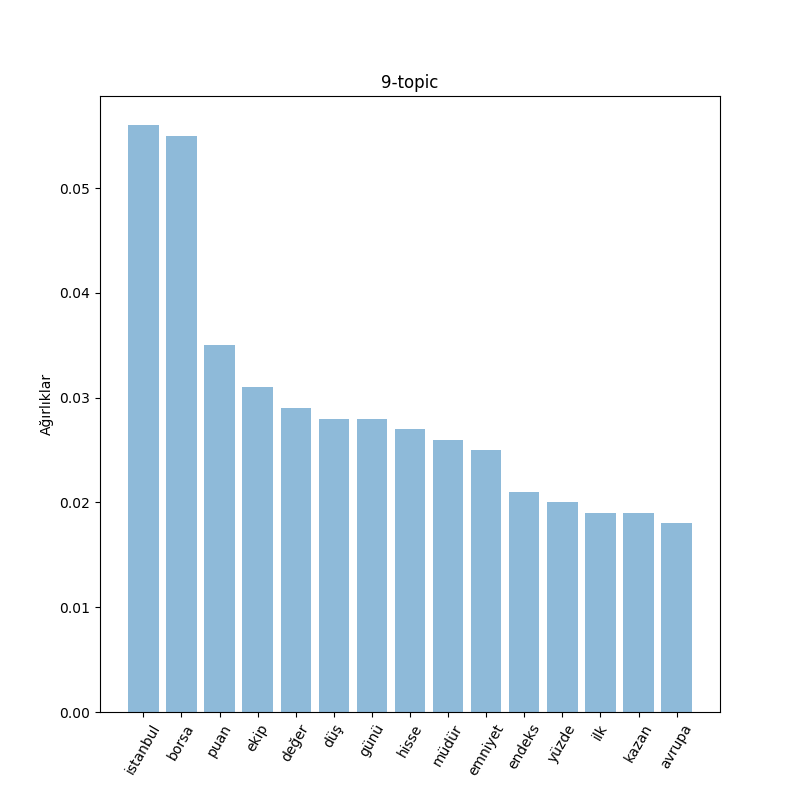 9-topic
Ağırlıklar
0.05
0.04
0.03
0.02
0.01
0.00
istanbul
borsa
puan
ekip
değer
düş
günü
hisse
müdür
emniyet
endeks
yüzde
ilk
kazan
avrupa